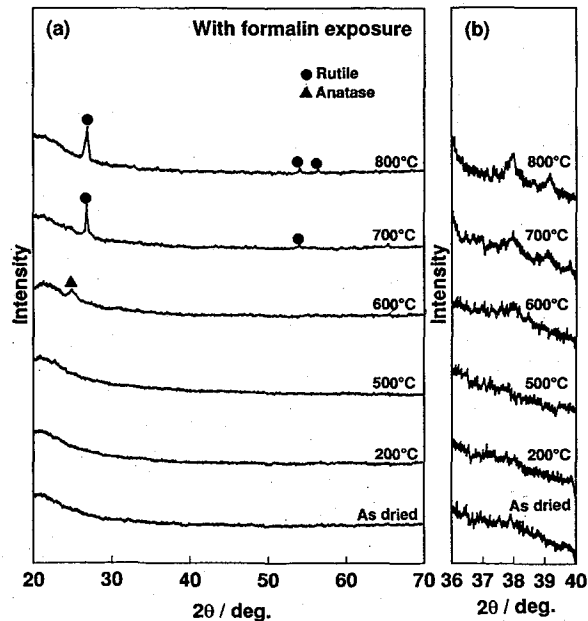 (a) With formalin exposure
● Rutile
▲ Anatase
800°C
700°C
600°C
500°C
200°C
As dried
Intensity
20 30 40 50 60 70
2θ / deg.
(b)
800°C
700°C
600°C
500°C
200°C
As dried
Intensity
36 37 38 39 40
2θ / deg.